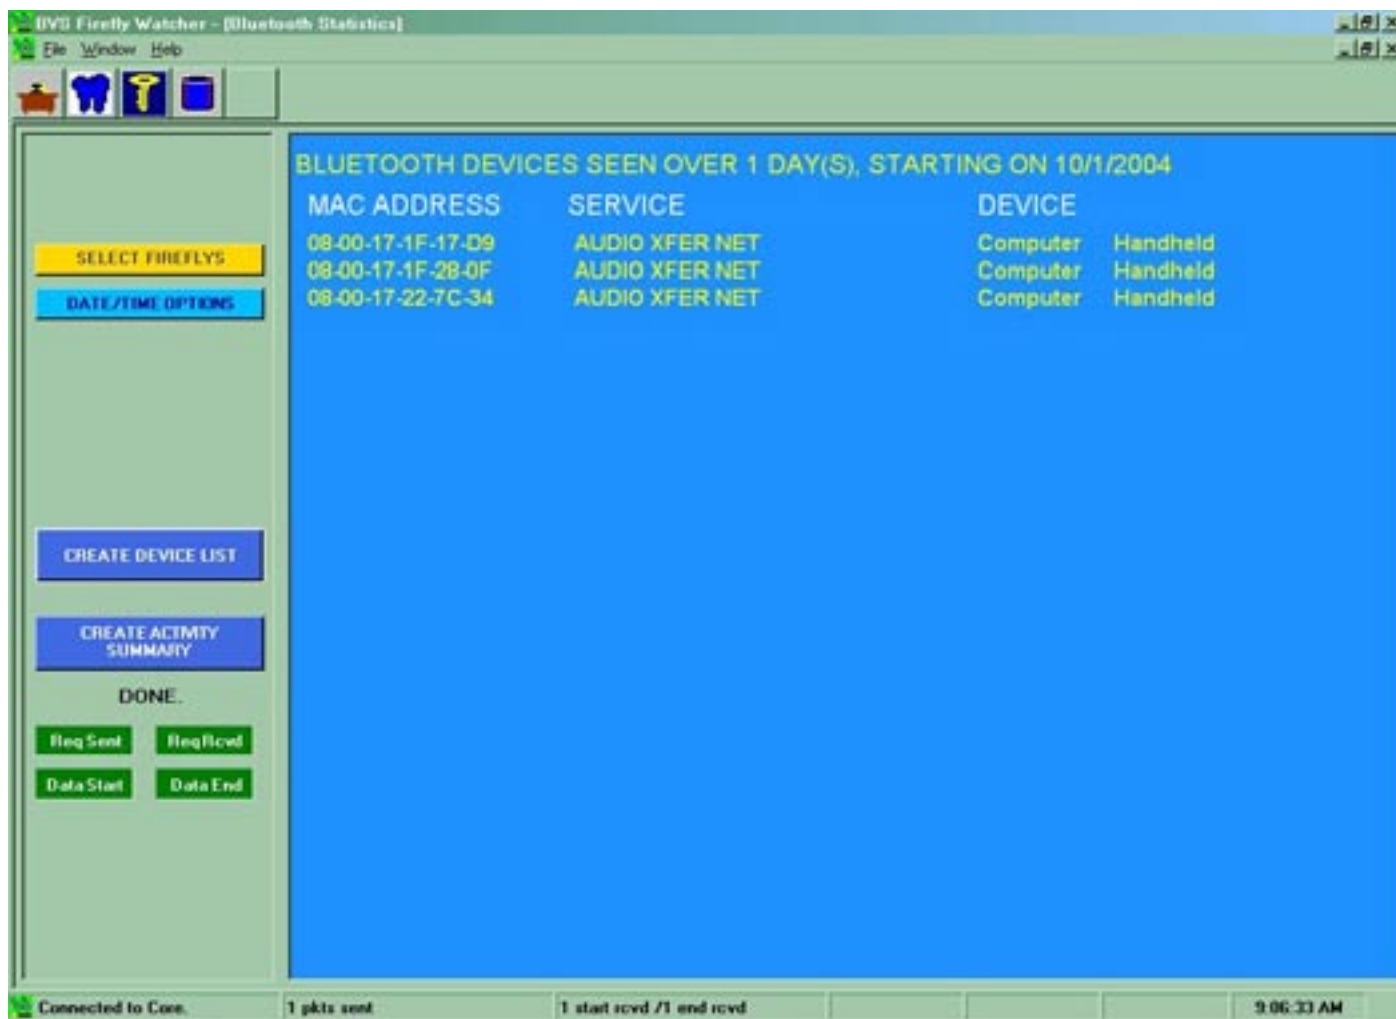 BVS Firefly Watcher - [Bluetooth Statistics]
File Window Help
SELECT FIREFLYS
DATE/TIME OPTIONS
CREATE DEVICE LIST
CREATE ACTIVITY
SUMMARY
DONE.
Req Sent Req Rcvd
Data Start Data End
BLUETOOTH DEVICES SEEN OVER 1 DAY(S), STARTING ON 10/1/2004
MAC ADDRESS SERVICE DEVICE
08-00-17-1F-17-D9 AUDIO XFER NET Computer Handheld
08-00-17-1F-28-0F AUDIO XFER NET Computer Handheld
08-00-17-22-7C-34 AUDIO XFER NET Computer Handheld
Connected to Core. 1 pkts sent 1 start rcvd /1 end rcvd 9:06:33 AM